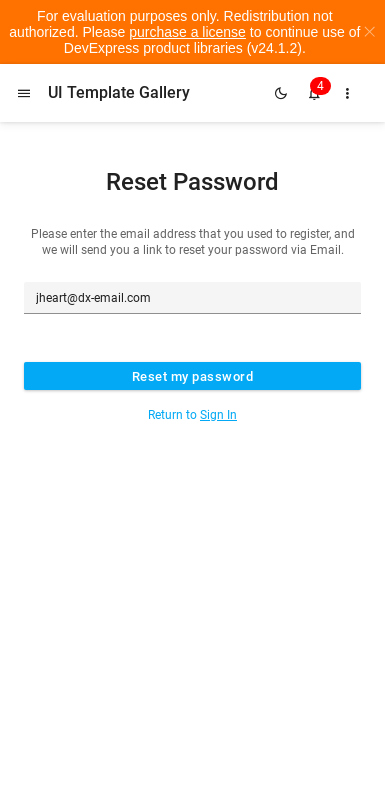 For evaluation purposes only. Redistribution not
authorized. Please purchase a license to continue use of
DevExpress product libraries (v24.1.2).
UI Template Gallery
4
Reset Password
Please enter the email address that you used to register, and
we will send you a link to reset your password via Email.
jheart@dx-email.com
Reset my password
Return to Sign In